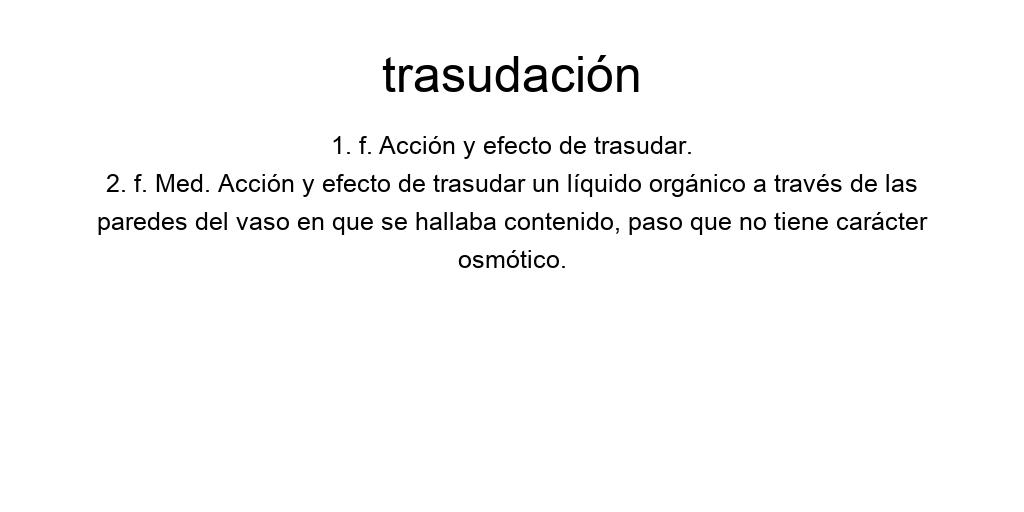 trasudación
1. f. Acción y efecto de trasudar.
2. f. Med. Acción y efecto de trasudar un líquido orgánico a través de las
paredes del vaso en que se hallaba contenido, paso que no tiene carácter
osmótico.